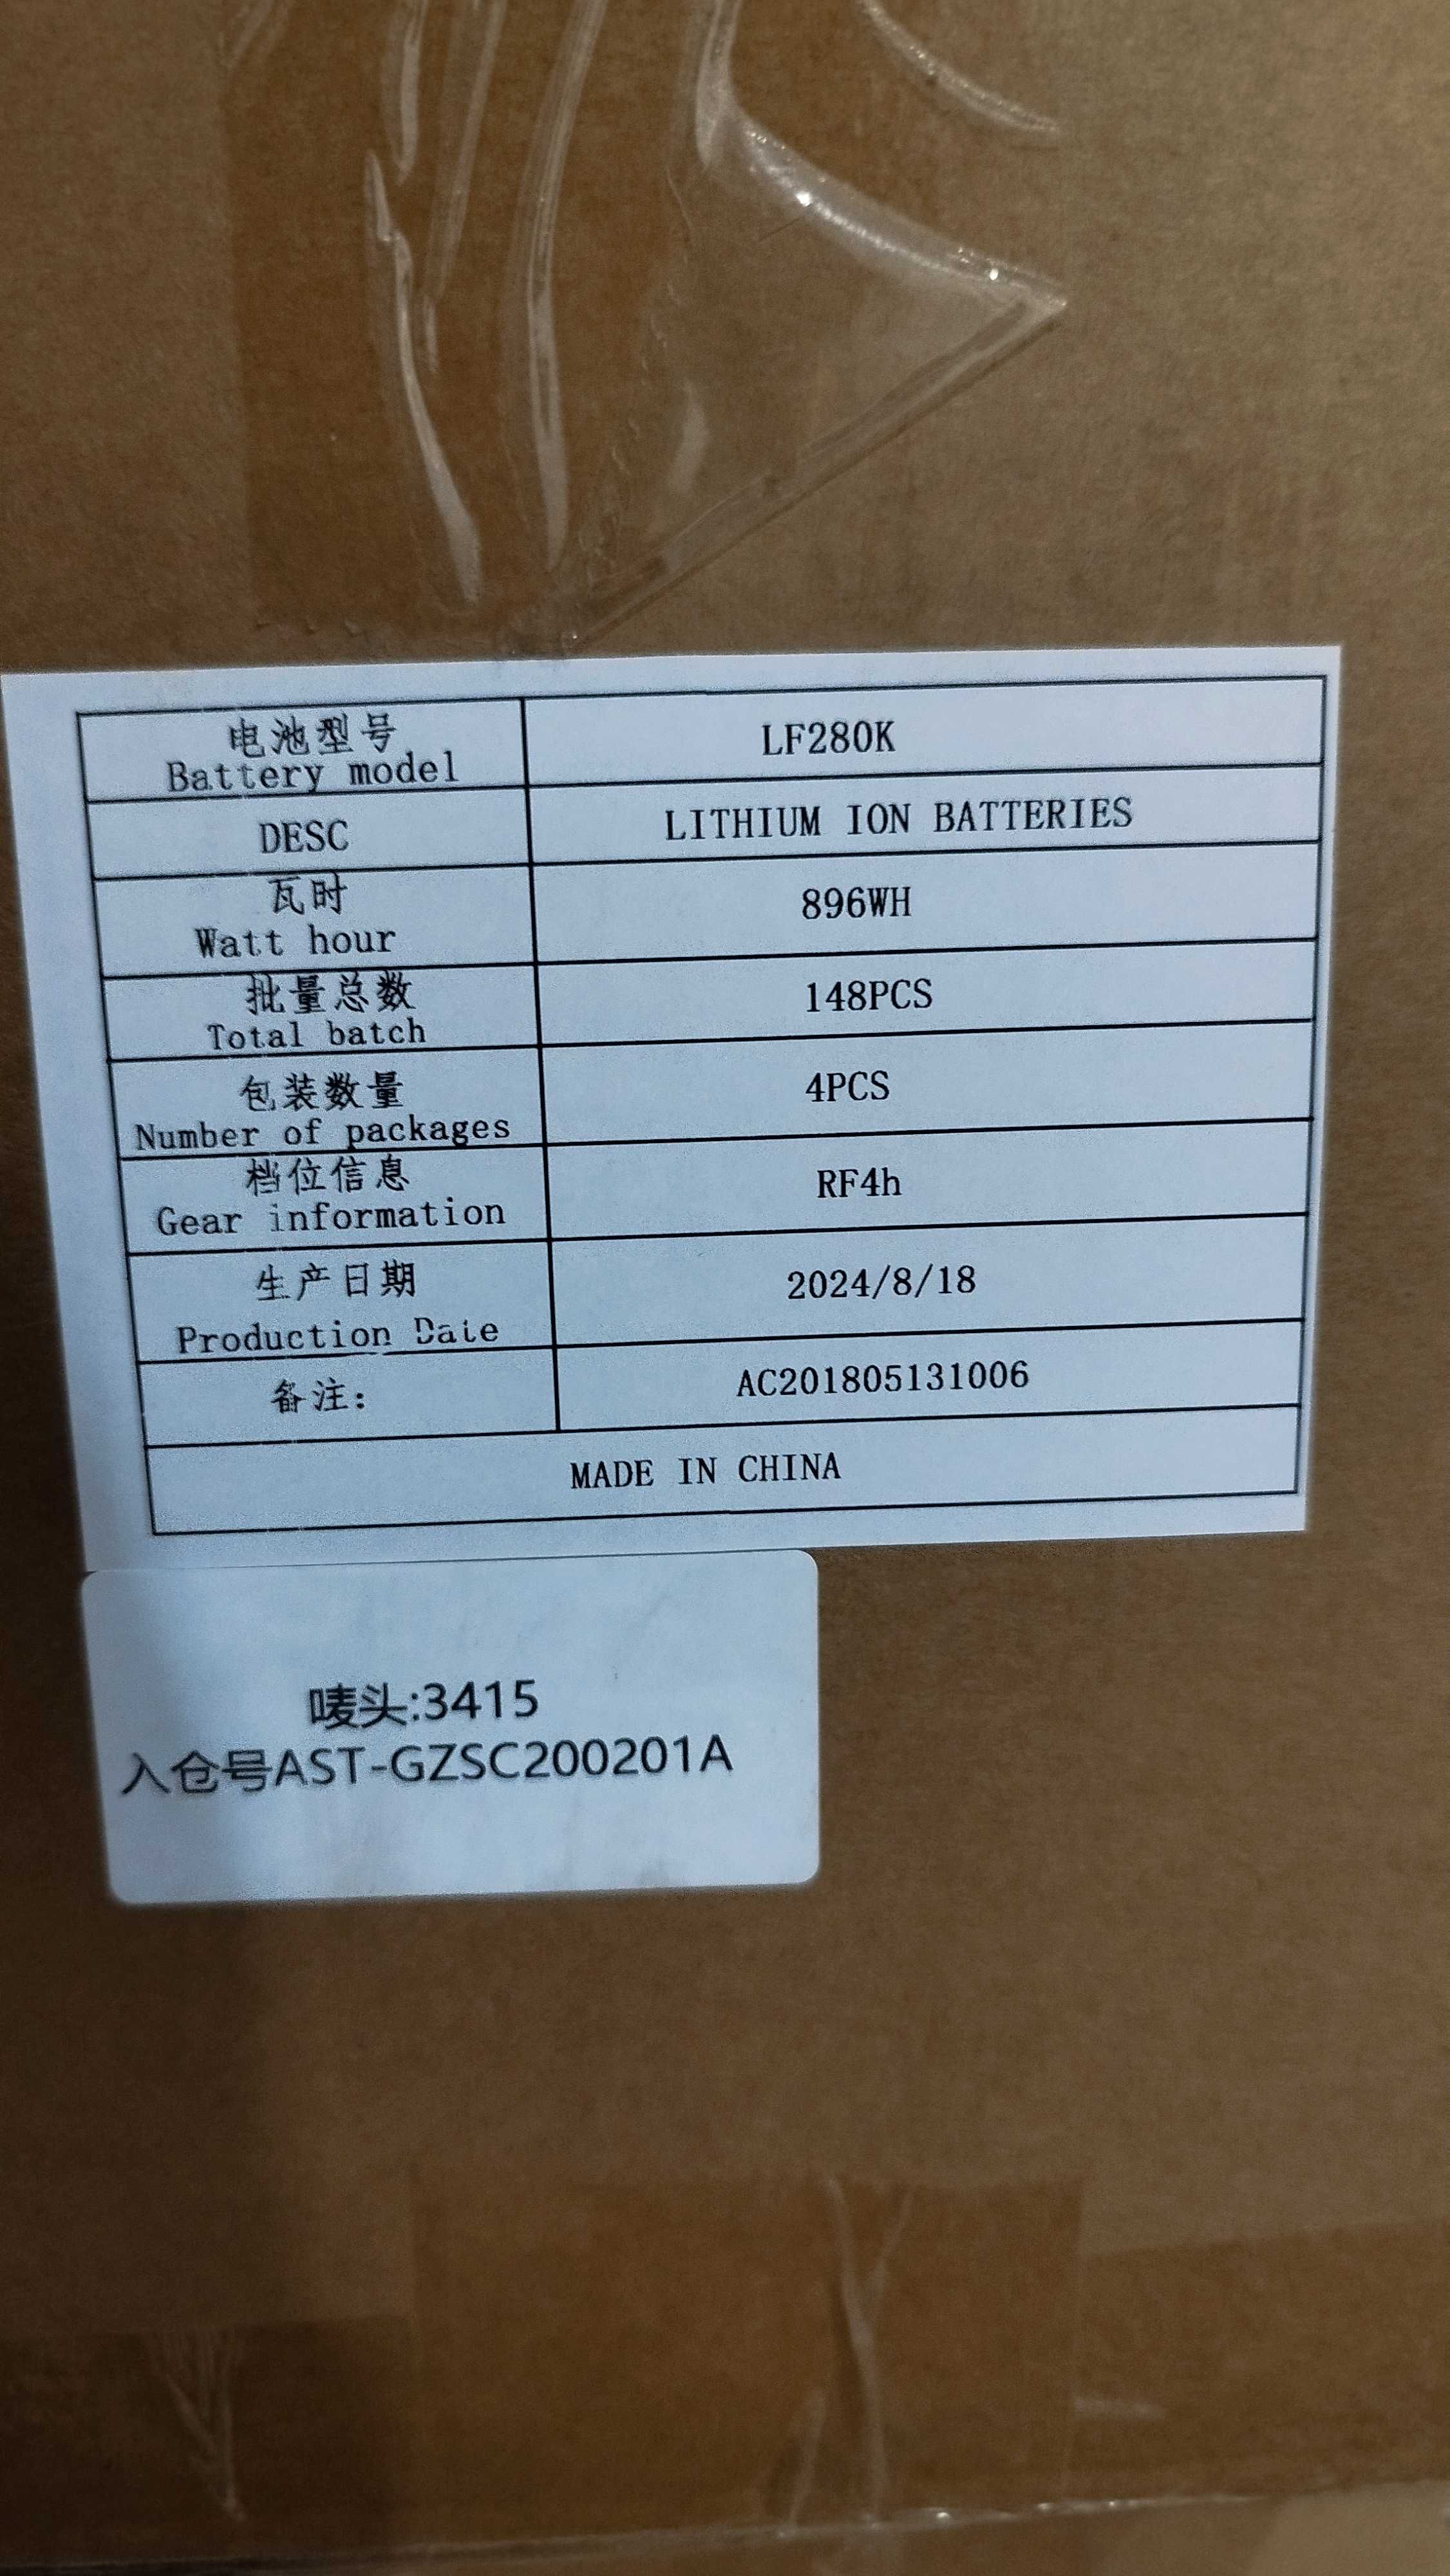 电池型号
Battery model
LF280K
DESC
LITHIUM ION BATTERIES
瓦时
Watt hour
896WH
批量总数
Total batch
148PCS
包装数量
Number of packages
4PCS
档位信息
Gear information
RF4h
生产日期
Production Date
2024/8/18
备注:
AC201805131006
MADE IN CHINA
唛头:3415
入仓号AST-GZSC200201A